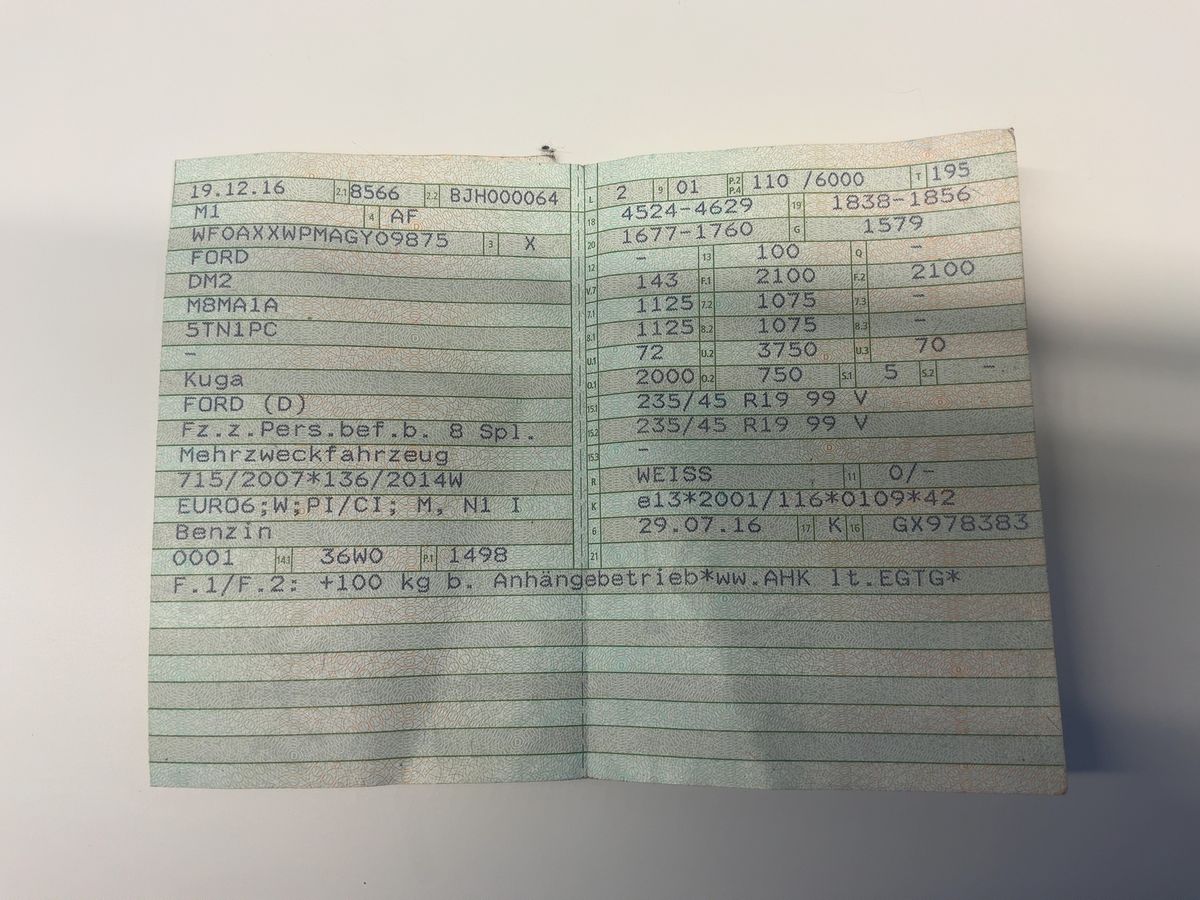 19.12.16 2.1 8566 2.2 BJH000064
M1 4 AF
WF0AXXWPMAGY09875 3 X
FORD
DM2
M8MA1A
5TN1PC
-
Kuga
FORD (D)
Fz.z.Pers.bef.b. 8 Spl.
Mehrzweckfahrzeug
715/2007*136/2014W
EURO6;W;PI/CI; M, N1 I
Benzin
0001 14.1 36W0 P.1 1498
L 2 9 01 P.2 P.4 110 /6000 T 195
18 4524-4629 19 1838-1856
20 1677-1760 G 1579
12 - 13 100 Q -
V.7 143 F.1 2100 F.2 2100
7.1 1125 7.2 1075 7.3 -
8.1 1125 8.2 1075 8.3 -
U.1 72 U.2 3750 U.3 70
O.1 2000 O.2 750 S.1 5 S.2 -
15.1 235/45 R19 99 V
15.2 235/45 R19 99 V
15.3 -
R WEISS 11 0/-
K e13*2001/116*0109*42
6 29.07.16 17 K 16 GX978383
21
F.1/F.2: +100 kg b. Anhängebetrieb*ww.AHK lt.EGTG*